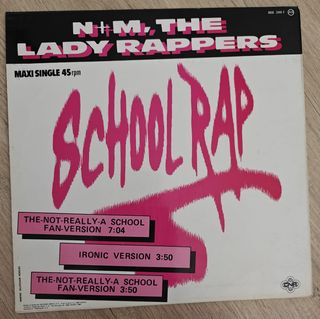 N+M, THE
LADY RAPPERS
MAXI SINGLE 45 rpm
SCHOOL RAP
THE-NOT-REALLY-A SCHOOL
FAN-VERSION 7:04
IRONIC VERSION 3:50
THE-NOT-REALLY-A SCHOOL
FAN-VERSION 3:50
CNR